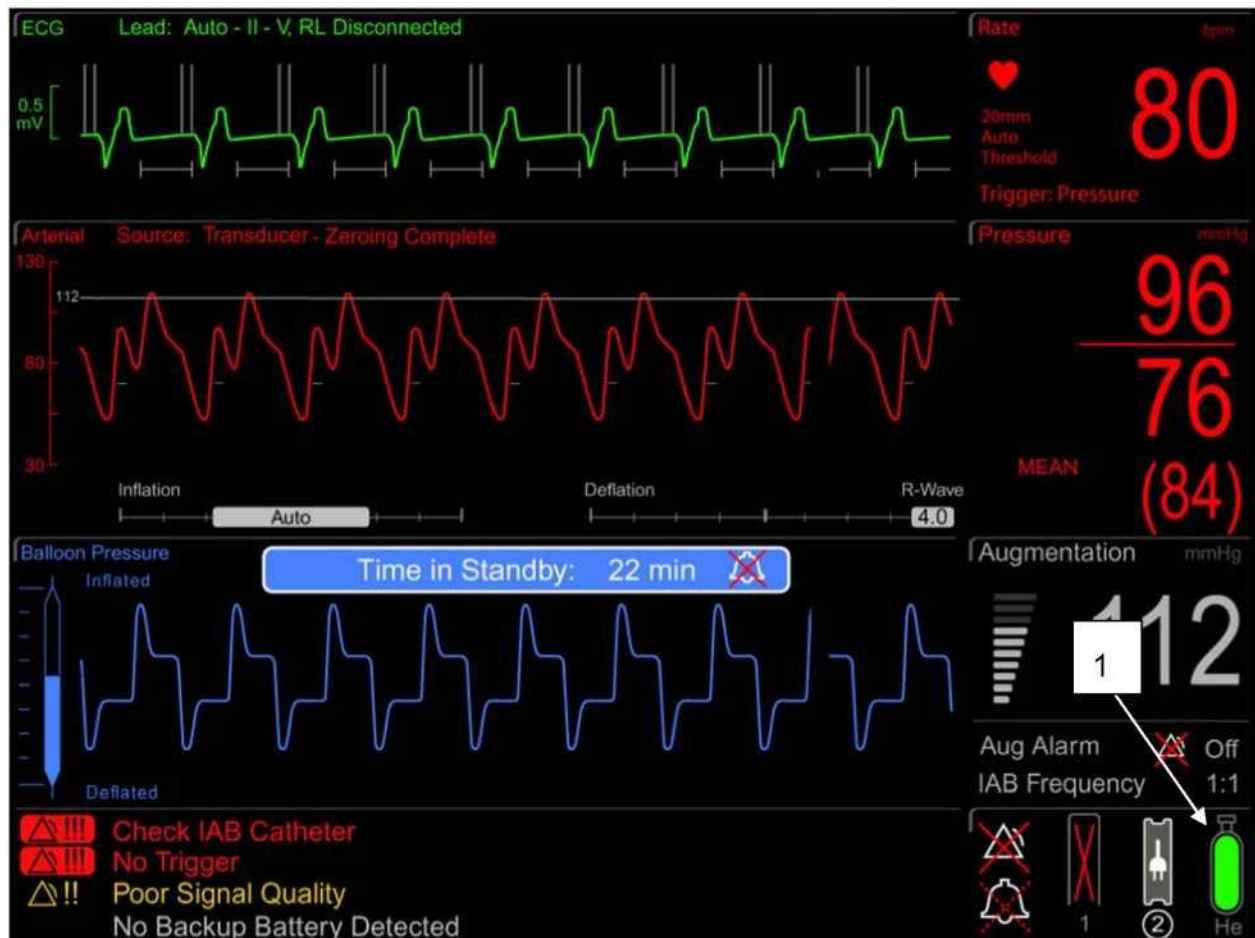 ECG Lead: Auto - II - V, RL Disconnected
0.5
mV
Rate bpm
80
20mm
Auto
Threshold
Trigger: Pressure
Arterial Source: Transducer - Zeroing Complete
130
112
80
30
Pressure mmHg
96
76
MEAN (84)
Inflation Deflation R-Wave
Auto 4.0
Balloon Pressure
Time in Standby: 22 min
Inflated
Deflated
Augmentation mmHg
112
1
Aug Alarm Off
IAB Frequency 1:1
!!! Check IAB Catheter
!!! No Trigger
!! Poor Signal Quality
No Backup Battery Detected
1 2 He